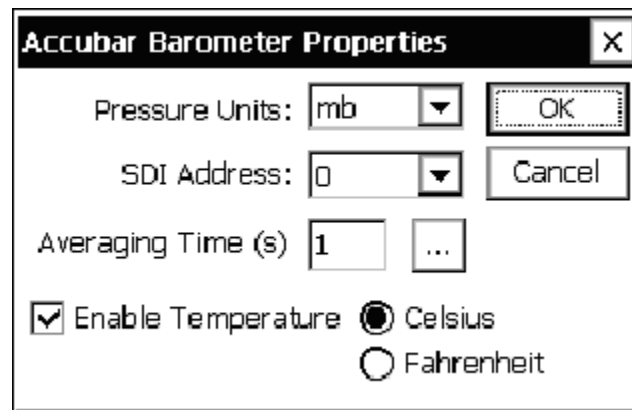 Accubar Barometer Properties
Pressure Units: mb OK
SDI Address: 0 Cancel
Averaging Time (s) 1 ...
Enable Temperature Celsius
Fahrenheit